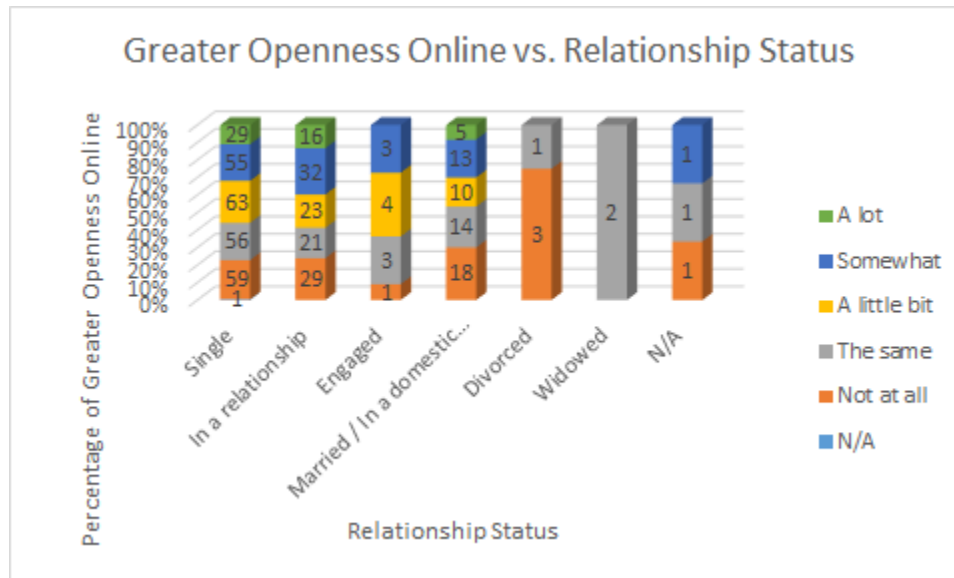 Greater Openness Online vs. Relationship Status
Percentage of Greater Openness Online
100%
90%
80%
70%
60%
50%
40%
30%
20%
10%
0%
29 16 5
55 32 3 13 1 1
63 23 4 10
56 21 3 14 3 2 1
59 29 1 18 1
1
Single
In a relationship
Engaged
Married / In a domestic...
Divorced
Widowed
N/A
Relationship Status
A lot
Somewhat
A little bit
The same
Not at all
N/A